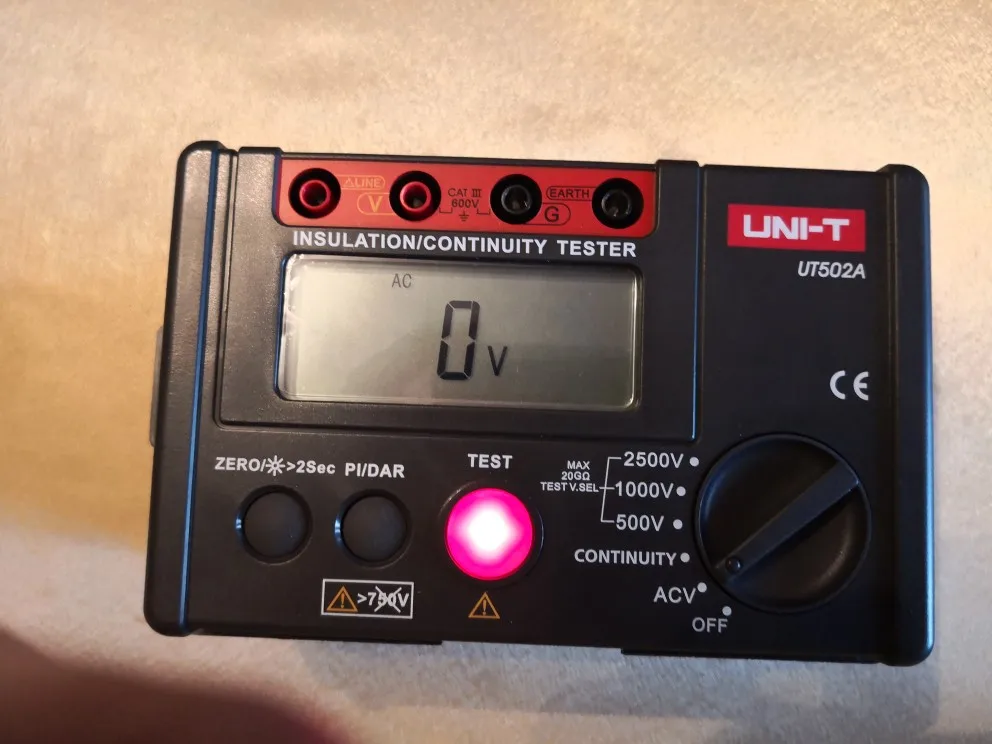 LINE
V
CAT III
600V
EARTH
G
INSULATION/CONTINUITY TESTER
UNI-T
UT502A
AC
0 V
CE
ZERO/☼>2Sec PI/DAR
TEST
MAX
20GΩ
TEST V.SEL
2500V
1000V
500V
CONTINUITY
ACV
OFF
>750V